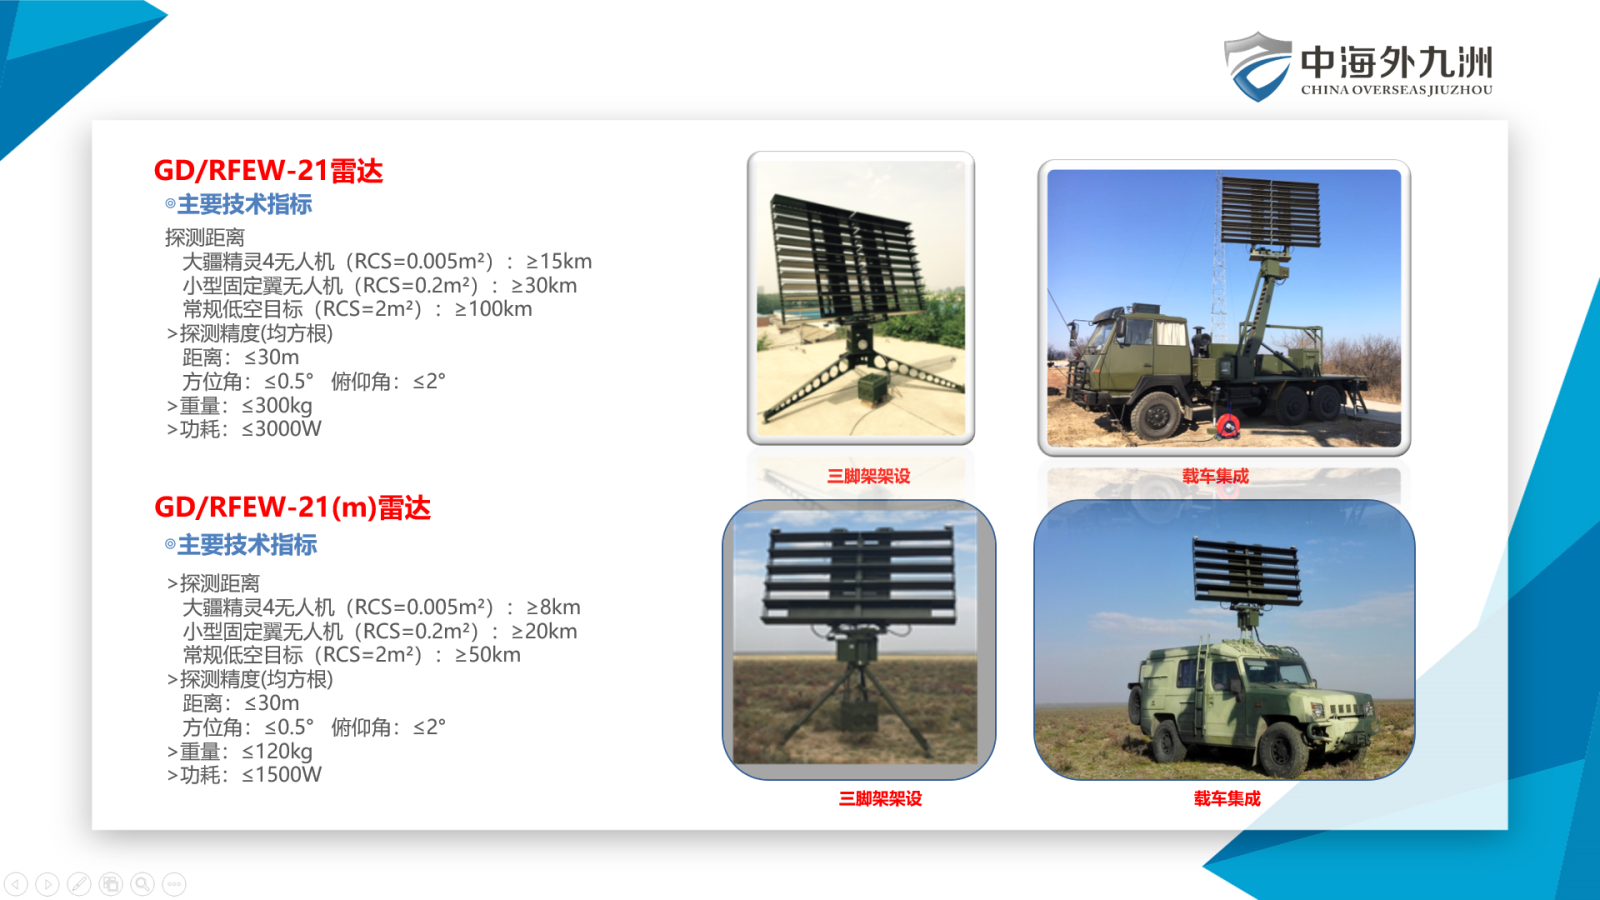 中海外九洲
CHINA OVERSEAS JIUZHOU
GD/RFEW-21雷达
◎主要技术指标
探测距离
大疆精灵4无人机（RCS=0.005m²）：≥15km
小型固定翼无人机（RCS=0.2m²）：≥30km
常规低空目标（RCS=2m²）：≥100km
>探测精度(均方根)
距离：≤30m
方位角：≤0.5° 俯仰角：≤2°
>重量：≤300kg
>功耗：≤3000W
三脚架架设
载车集成
GD/RFEW-21(m)雷达
◎主要技术指标
>探测距离
大疆精灵4无人机（RCS=0.005m²）：≥8km
小型固定翼无人机（RCS=0.2m²）：≥20km
常规低空目标（RCS=2m²）：≥50km
>探测精度(均方根)
距离：≤30m
方位角：≤0.5° 俯仰角：≤2°
>重量：≤120kg
>功耗：≤1500W
三脚架架设
载车集成